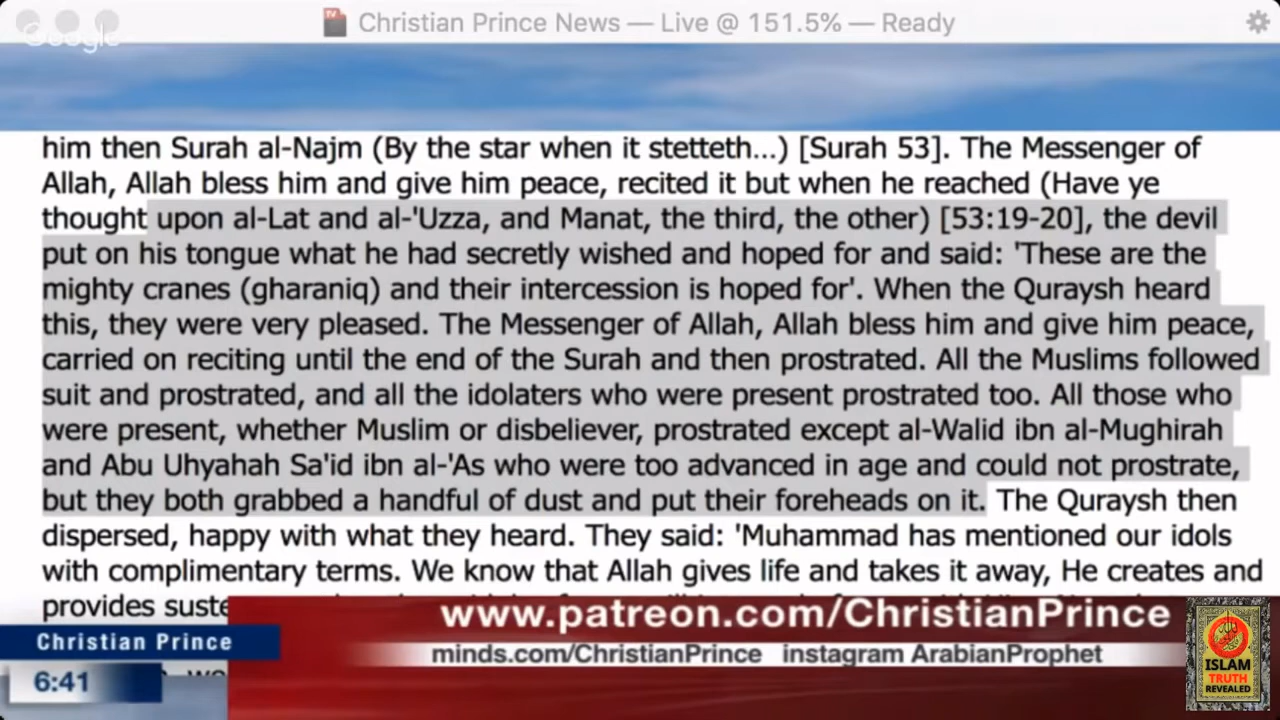 Christian Prince News — Live @ 151.5% — Ready
Google
him then Surah al-Najm (By the star when it stetteth...) [Surah 53]. The Messenger of
Allah, Allah bless him and give him peace, recited it but when he reached (Have ye
thought upon al-Lat and al-'Uzza, and Manat, the third, the other) [53:19-20], the devil
put on his tongue what he had secretly wished and hoped for and said: 'These are the
mighty cranes (gharaniq) and their intercession is hoped for'. When the Quraysh heard
this, they were very pleased. The Messenger of Allah, Allah bless him and give him peace,
carried on reciting until the end of the Surah and then prostrated. All the Muslims followed
suit and prostrated, and all the idolaters who were present prostrated too. All those who
were present, whether Muslim or disbeliever, prostrated except al-Walid ibn al-Mughirah
and Abu Uhyahah Sa'id ibn al-'As who were too advanced in age and could not prostrate,
but they both grabbed a handful of dust and put their foreheads on it. The Quraysh then
dispersed, happy with what they heard. They said: 'Muhammad has mentioned our idols
with complimentary terms. We know that Allah gives life and takes it away, He creates and
provides
www.patreon.com/ChristianPrince
Christian Prince
minds.com/ChristianPrince instagram ArabianProphet
6:41
TV
ISLAM
TRUTH
REVEALED